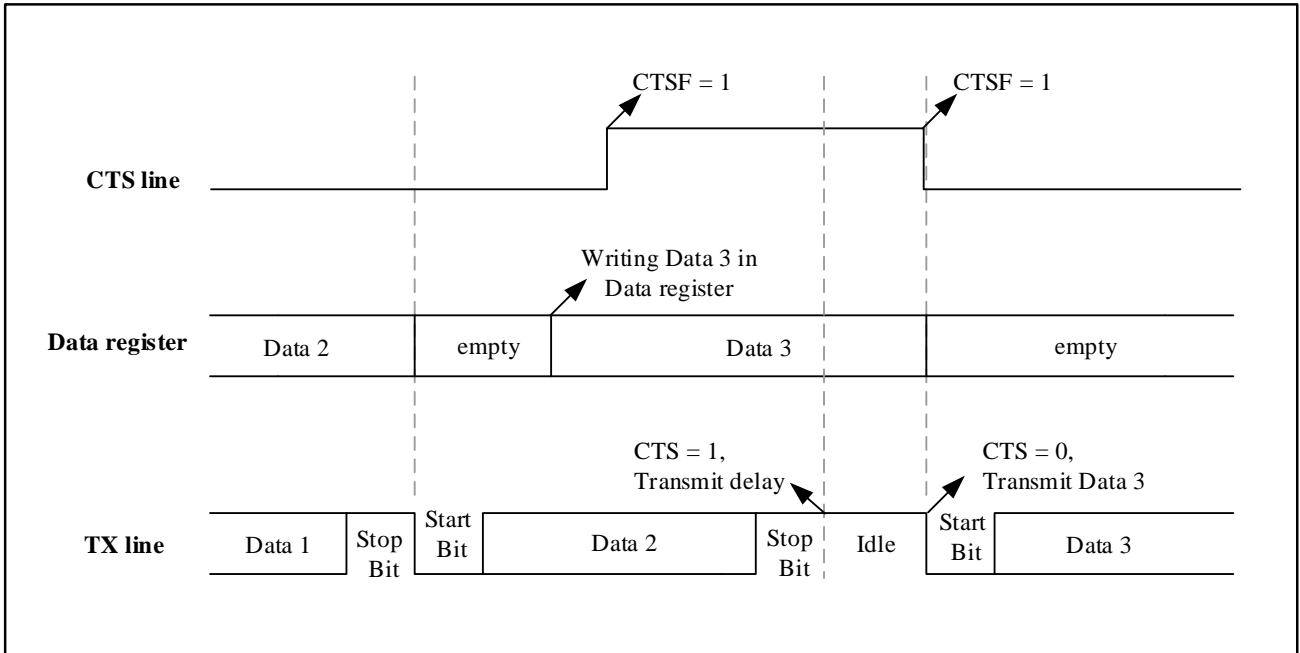 CTSF = 1
CTSF = 1
CTS line
Writing Data 3 in
Data register
Data register
Data 2
empty
Data 3
empty
CTS = 1,
Transmit delay
CTS = 0,
Transmit Data 3
TX line
Data 1
Stop
Bit
Start
Bit
Data 2
Stop
Bit
Idle
Start
Bit
Data 3